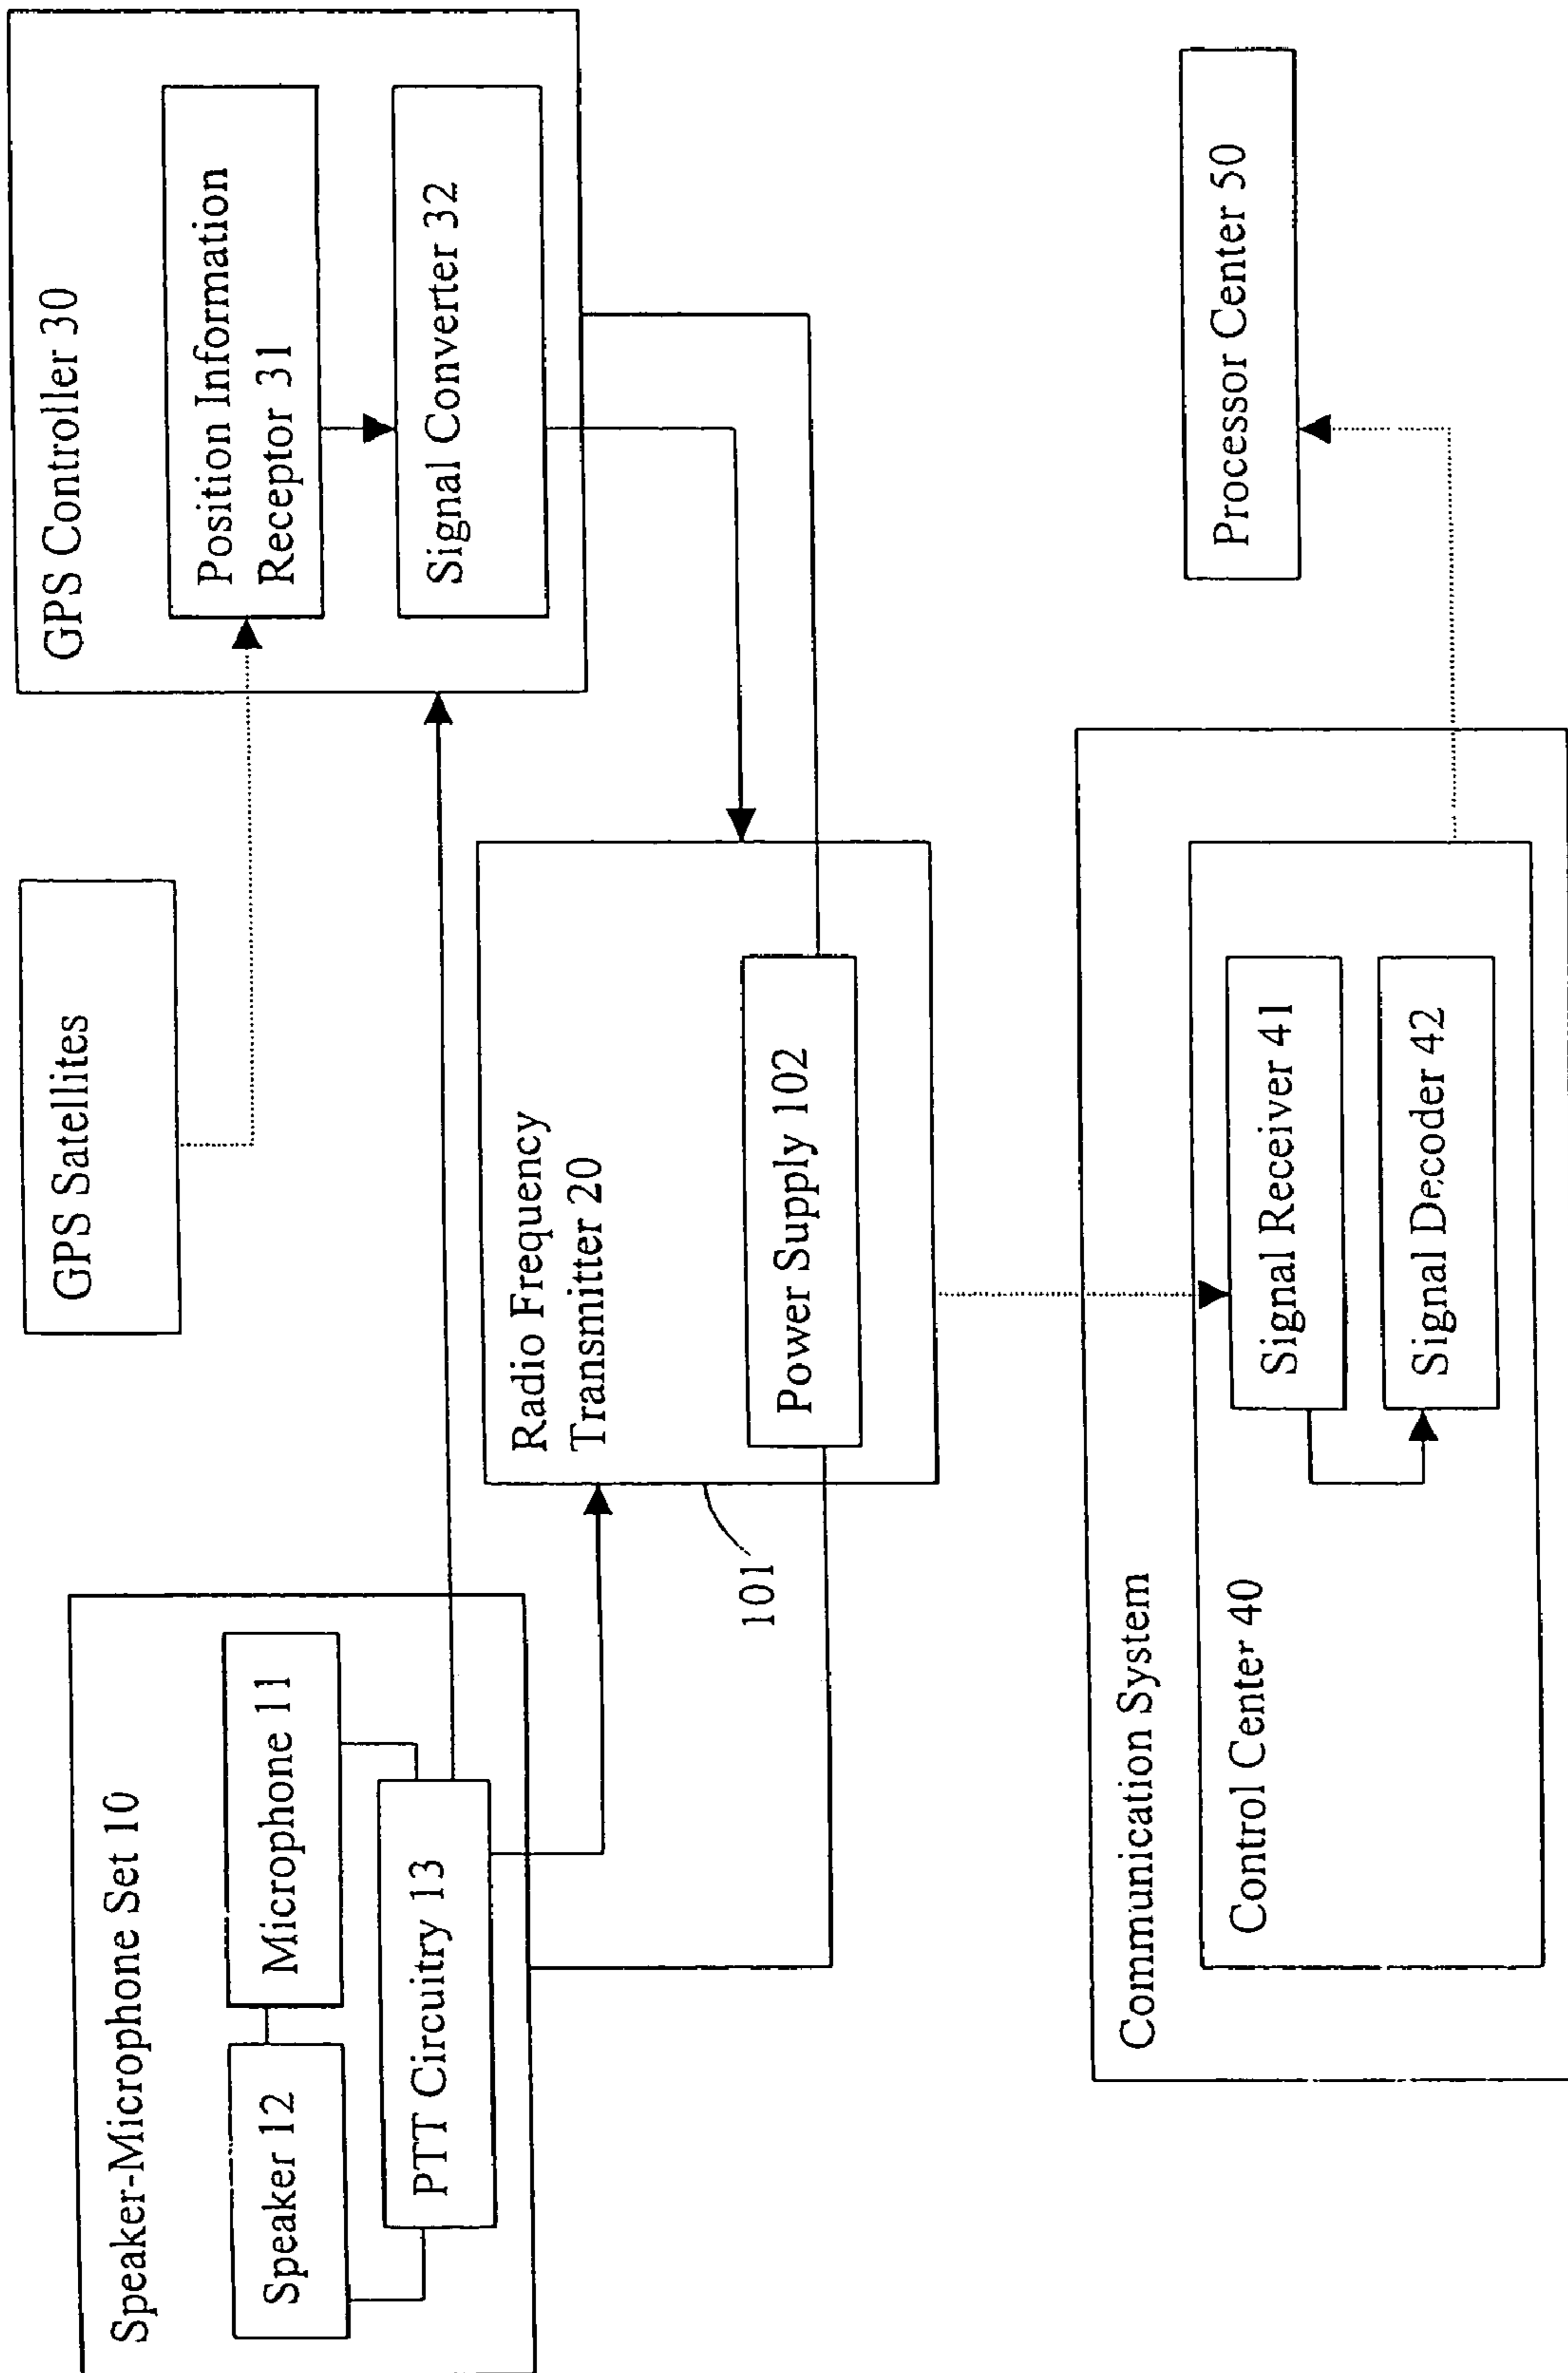 Speaker-Microphone Set 10
Speaker 12
Microphone 11
PTT Circuitry 13
GPS Satellites
GPS Controller 30
Position Information
Receptor 31
Signal Converter 32
Radio Frequency
Transmitter 20
Power Supply 102
101
Communication System
Control Center 40
Signal Receiver 41
Signal Decoder 42
Processor Center 50